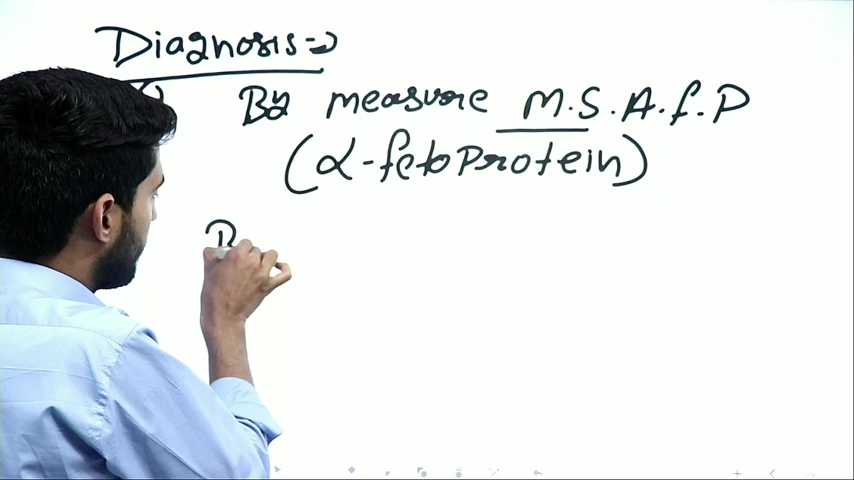 Diagnosis⇒
By measure M.S.A.f.P
(α-fetoprotein)